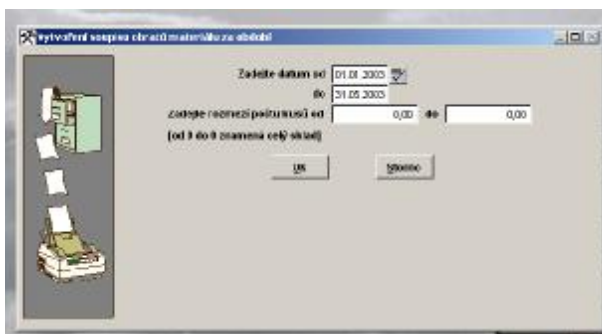 Vytvoření soupisu obratů materiálu za období
Zadejte datum od 01.01.2003
do 31.05.2003
Zadejte rozmezí počtu kusů od 0,00 do 0,00
(od 0 do 0 znamená celý sklad)
OK Storno